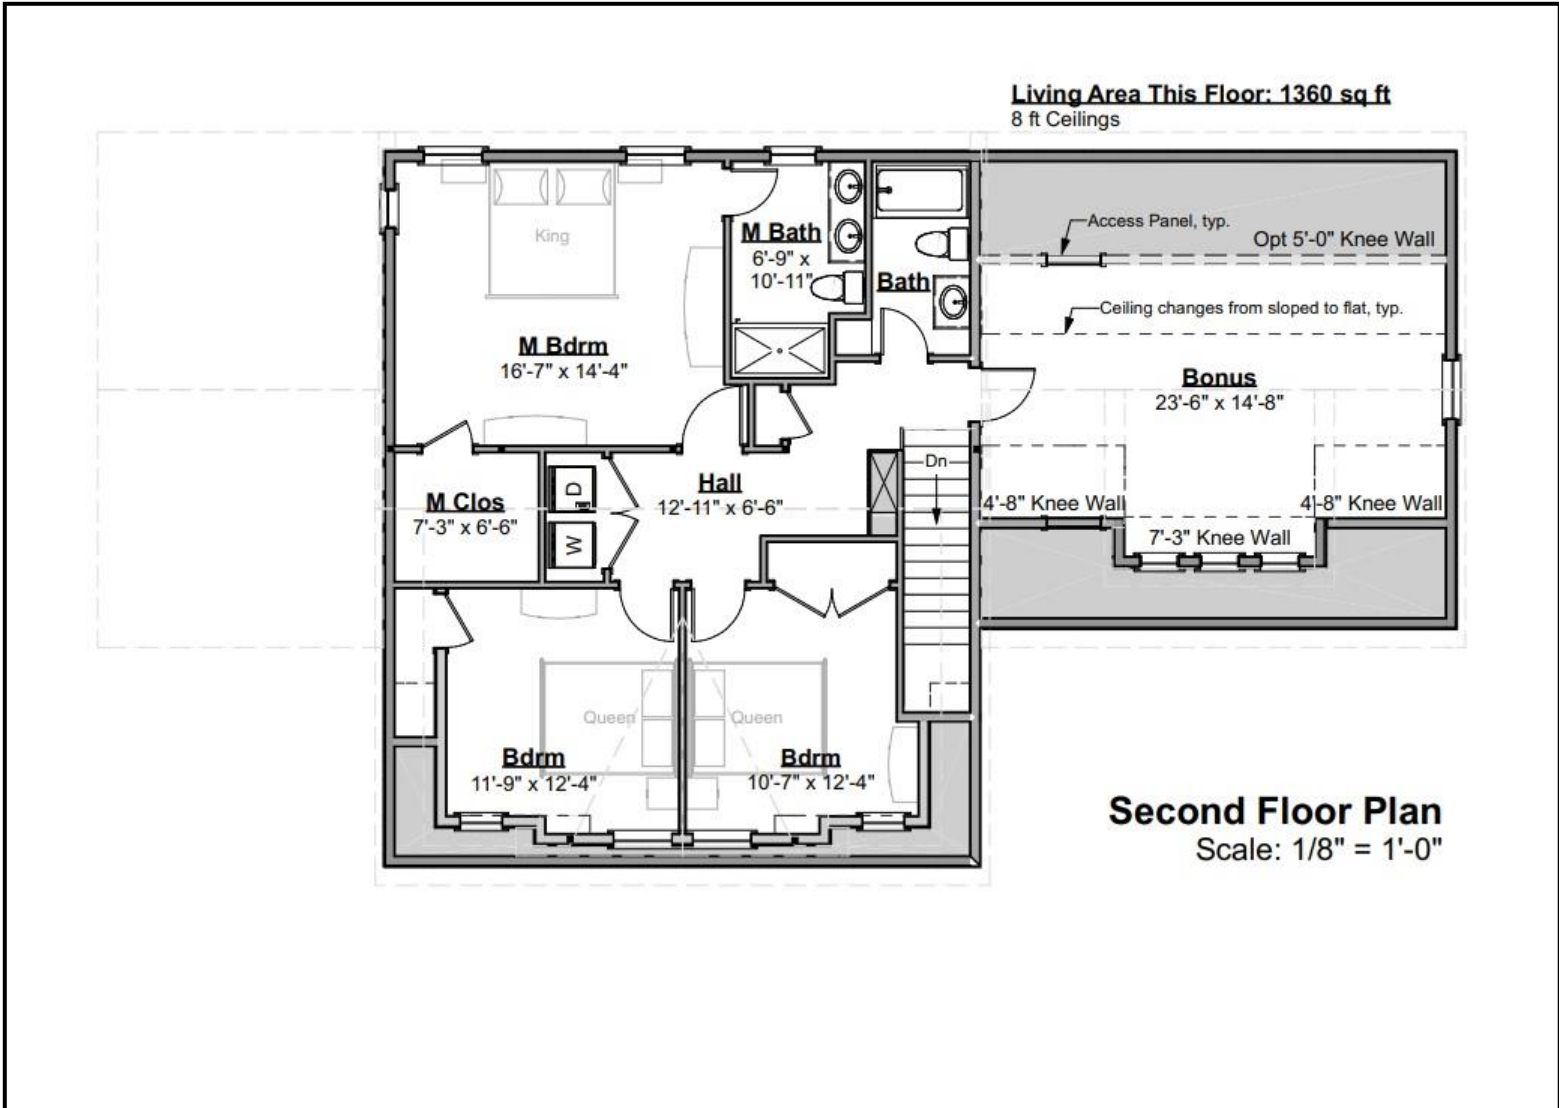 Living Area This Floor: 1360 sq ft
8 ft Ceilings
Access Panel, typ.
Opt 5'-0" Knee Wall
King
M Bath
6'-9" x
10'-11"
Bath
Ceiling changes from sloped to flat, typ.
M Bdrm
16'-7" x 14'-4"
Bonus
23'-6" x 14'-8"
Dn
D
M Clos
7'-3" x 6'-6"
Hall
12'-11" x 6'-6"
4'-8" Knee Wall
4'-8" Knee Wall
W
7'-3" Knee Wall
Queen
Queen
Bdrm
11'-9" x 12'-4"
Bdrm
10'-7" x 12'-4"
Second Floor Plan
Scale: 1/8" = 1'-0"